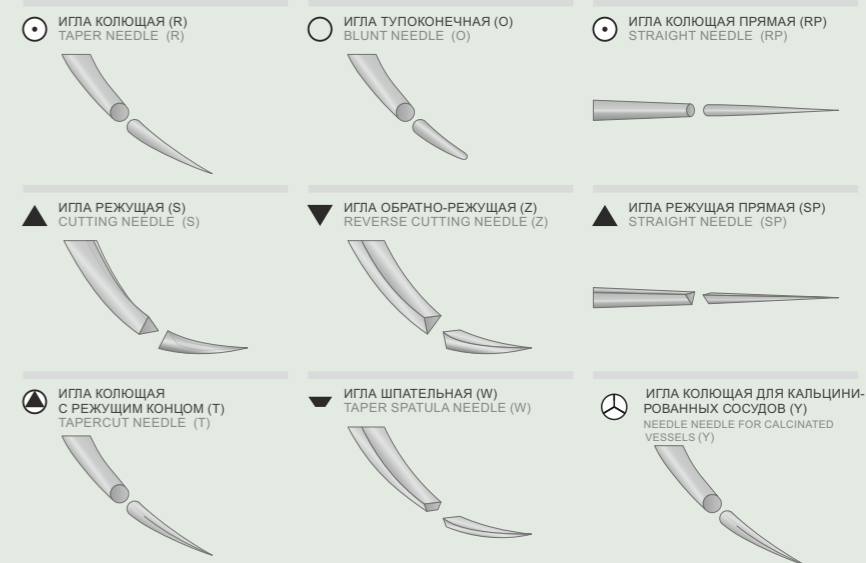 ИГЛА КОЛЮЩАЯ (R)
TAPER NEEDLE (R)
ИГЛА ТУПОКОНЕЧНАЯ (O)
BLUNT NEEDLE (O)
ИГЛА КОЛЮЩАЯ ПРЯМАЯ (RP)
STRAIGHT NEEDLE (RP)
ИГЛА РЕЖУЩАЯ (S)
CUTTING NEEDLE (S)
ИГЛА ОБРАТНО-РЕЖУЩАЯ (Z)
REVERSE CUTTING NEEDLE (Z)
ИГЛА РЕЖУЩАЯ ПРЯМАЯ (SP)
STRAIGHT NEEDLE (SP)
ИГЛА КОЛЮЩАЯ
С РЕЖУЩИМ КОНЦОМ (T)
TAPERCUT NEEDLE (T)
ИГЛА ШПАТЕЛЬНАЯ (W)
TAPER SPATULA NEEDLE (W)
ИГЛА КОЛЮЩАЯ ДЛЯ КАЛЬЦИНИ-
РОВАННЫХ СОСУДОВ (Y)
NEEDLE NEEDLE FOR CALCINATED
VESSELS (Y)